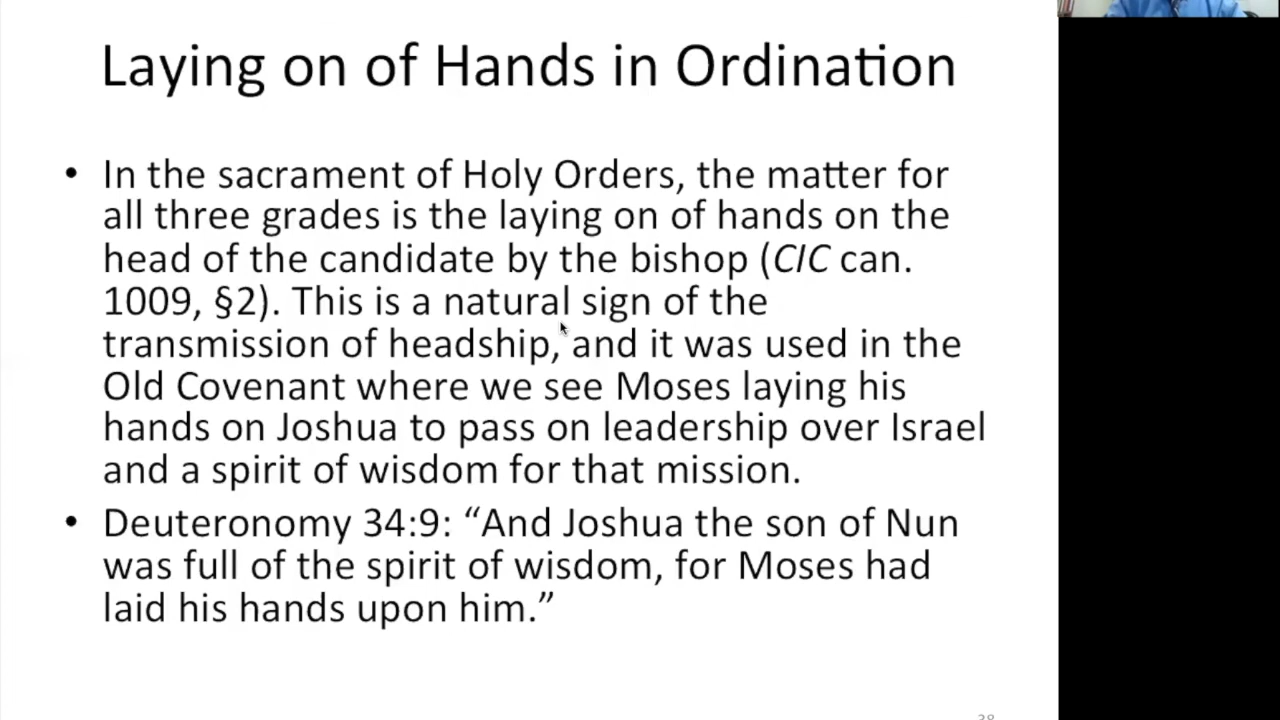 Laying on of Hands in Ordination
• In the sacrament of Holy Orders, the matter for
all three grades is the laying on of hands on the
head of the candidate by the bishop (CIC can.
1009, §2). This is a natural sign of the
transmission of headship, and it was used in the
Old Covenant where we see Moses laying his
hands on Joshua to pass on leadership over Israel
and a spirit of wisdom for that mission.
• Deuteronomy 34:9: “And Joshua the son of Nun
was full of the spirit of wisdom, for Moses had
laid his hands upon him.”